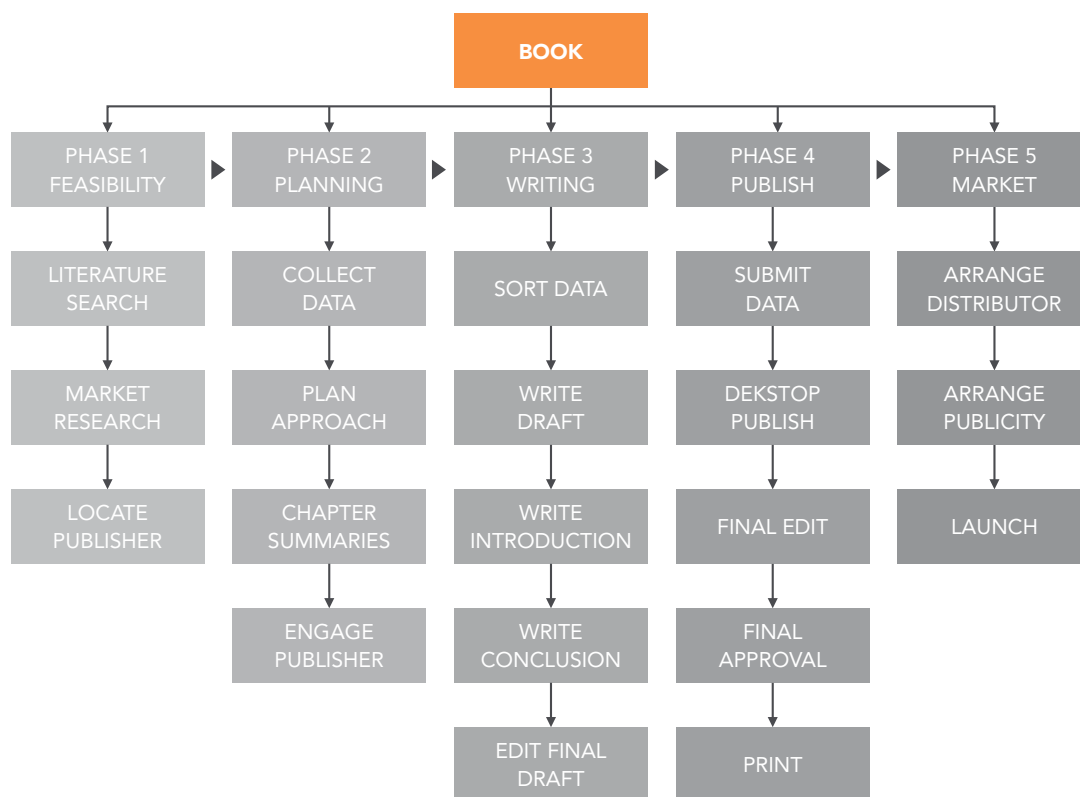 BOOK
PHASE 1
FEASIBILITY
PHASE 2
PLANNING
PHASE 3
WRITING
PHASE 4
PUBLISH
PHASE 5
MARKET
LITERATURE
SEARCH
COLLECT
DATA
SORT DATA
SUBMIT
DATA
ARRANGE
DISTRIBUTOR
MARKET
RESEARCH
PLAN
APPROACH
WRITE
DRAFT
DEKSTOP
PUBLISH
ARRANGE
PUBLICITY
LOCATE
PUBLISHER
CHAPTER
SUMMARIES
WRITE
INTRODUCTION
FINAL EDIT
LAUNCH
ENGAGE
PUBLISHER
WRITE
CONCLUSION
FINAL
APPROVAL
EDIT FINAL
DRAFT
PRINT